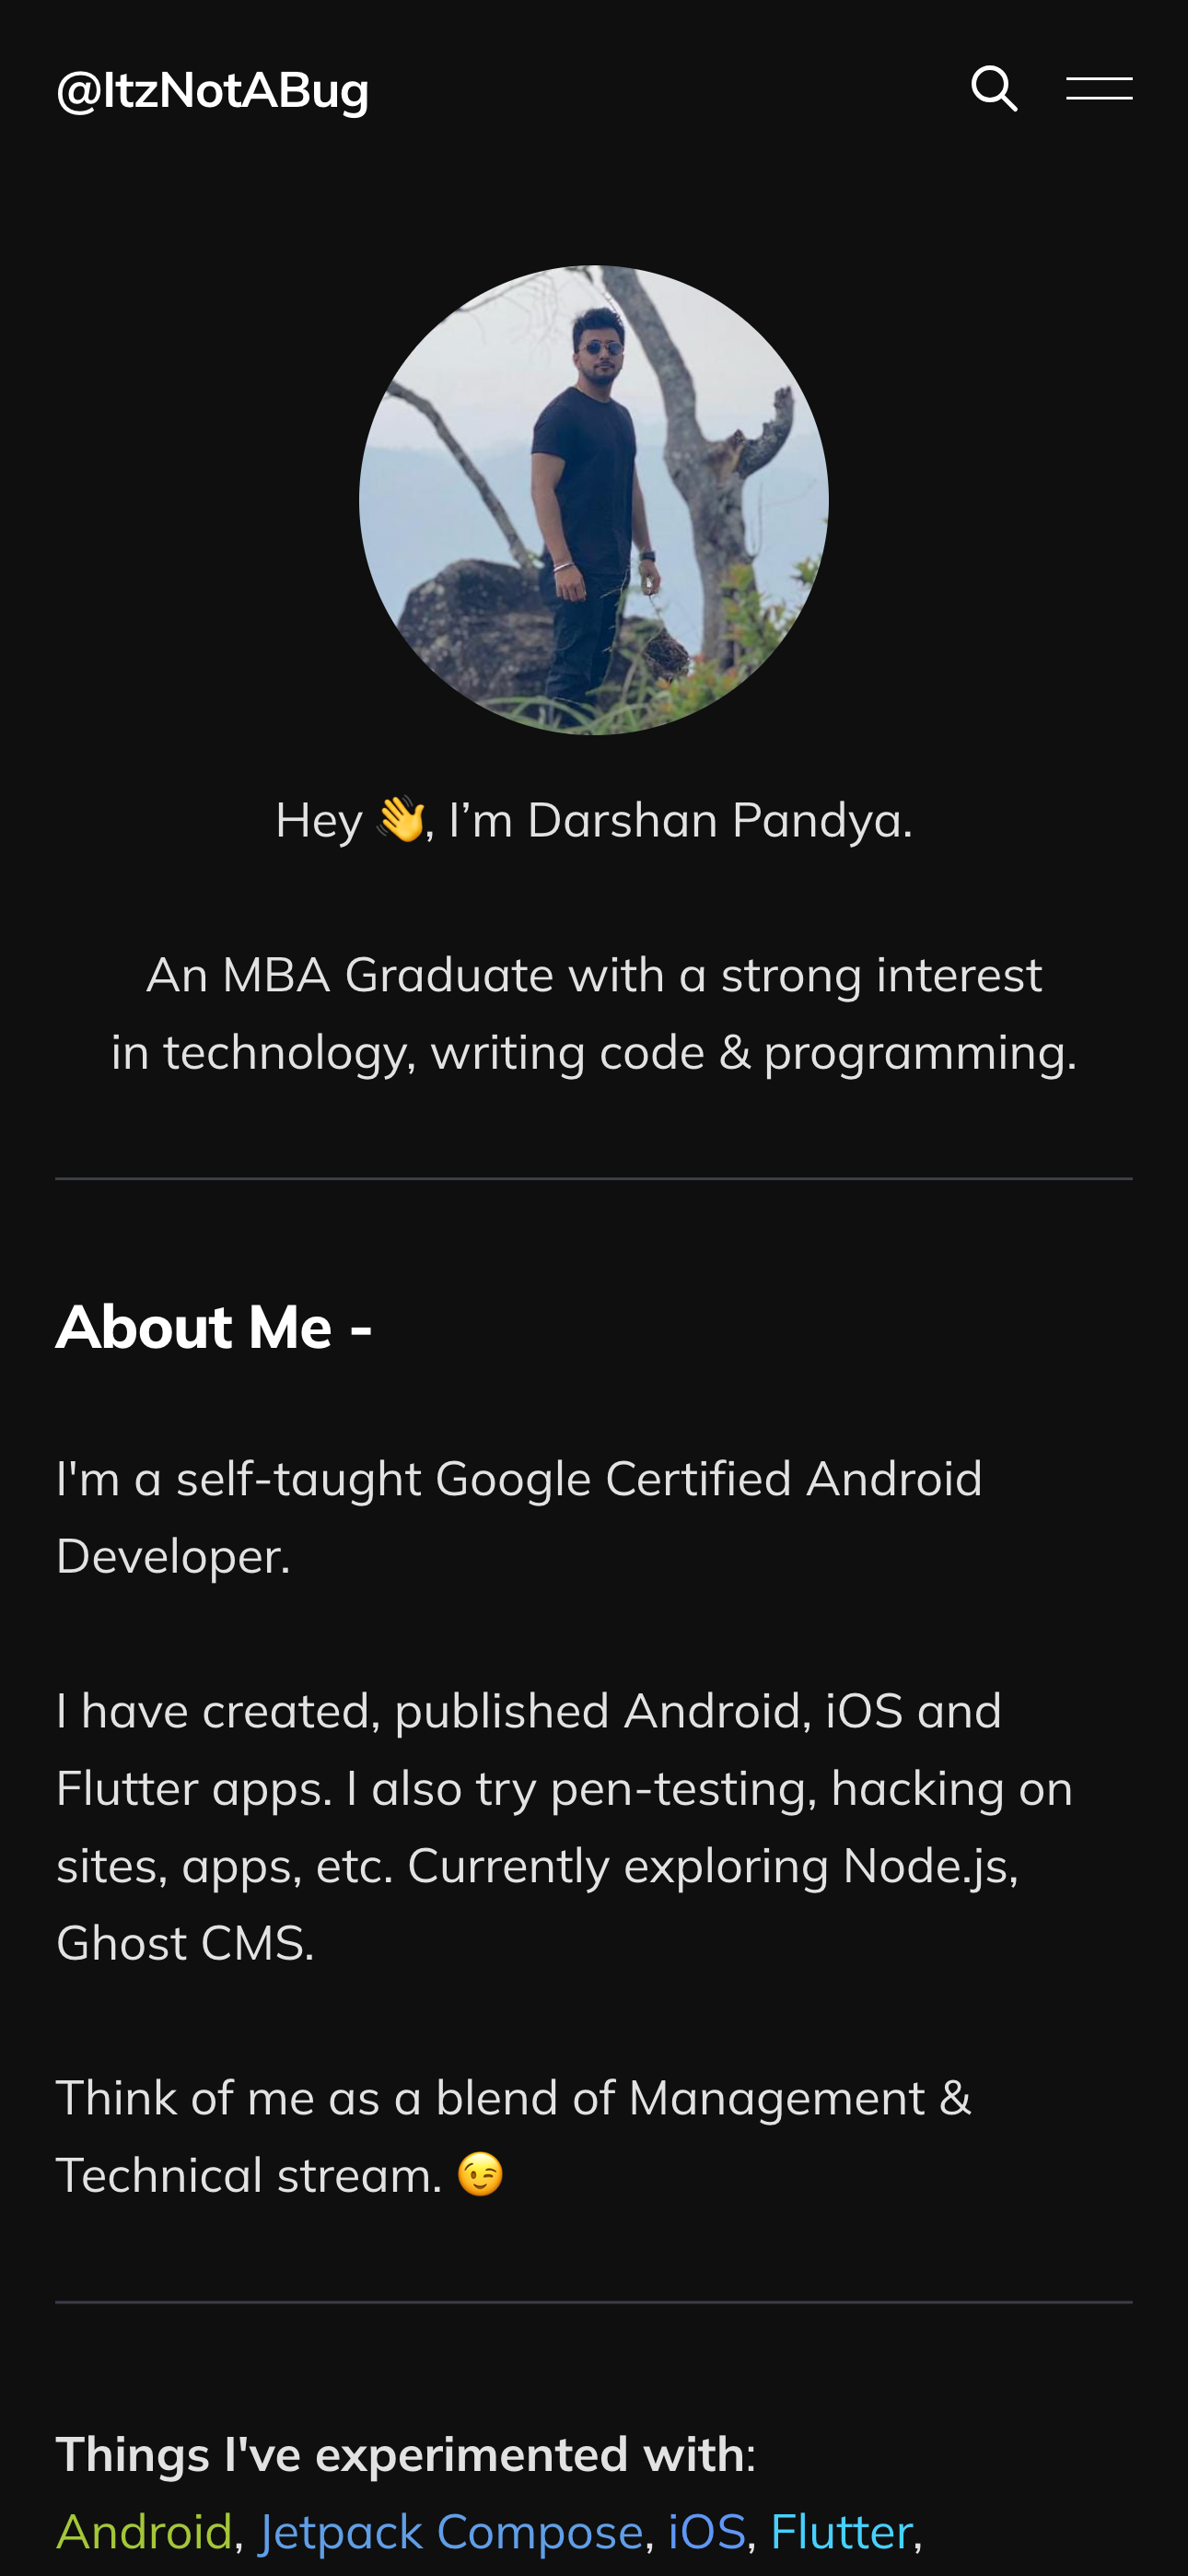 @ItzNotABug
Hey 👋, I’m Darshan Pandya.
An MBA Graduate with a strong interest
in technology, writing code & programming.
About Me -
I'm a self-taught Google Certified Android
Developer.
I have created, published Android, iOS and
Flutter apps. I also try pen-testing, hacking on
sites, apps, etc. Currently exploring Node.js,
Ghost CMS.
Think of me as a blend of Management &
Technical stream. 😉
Things I've experimented with:
Android, Jetpack Compose, iOS, Flutter,